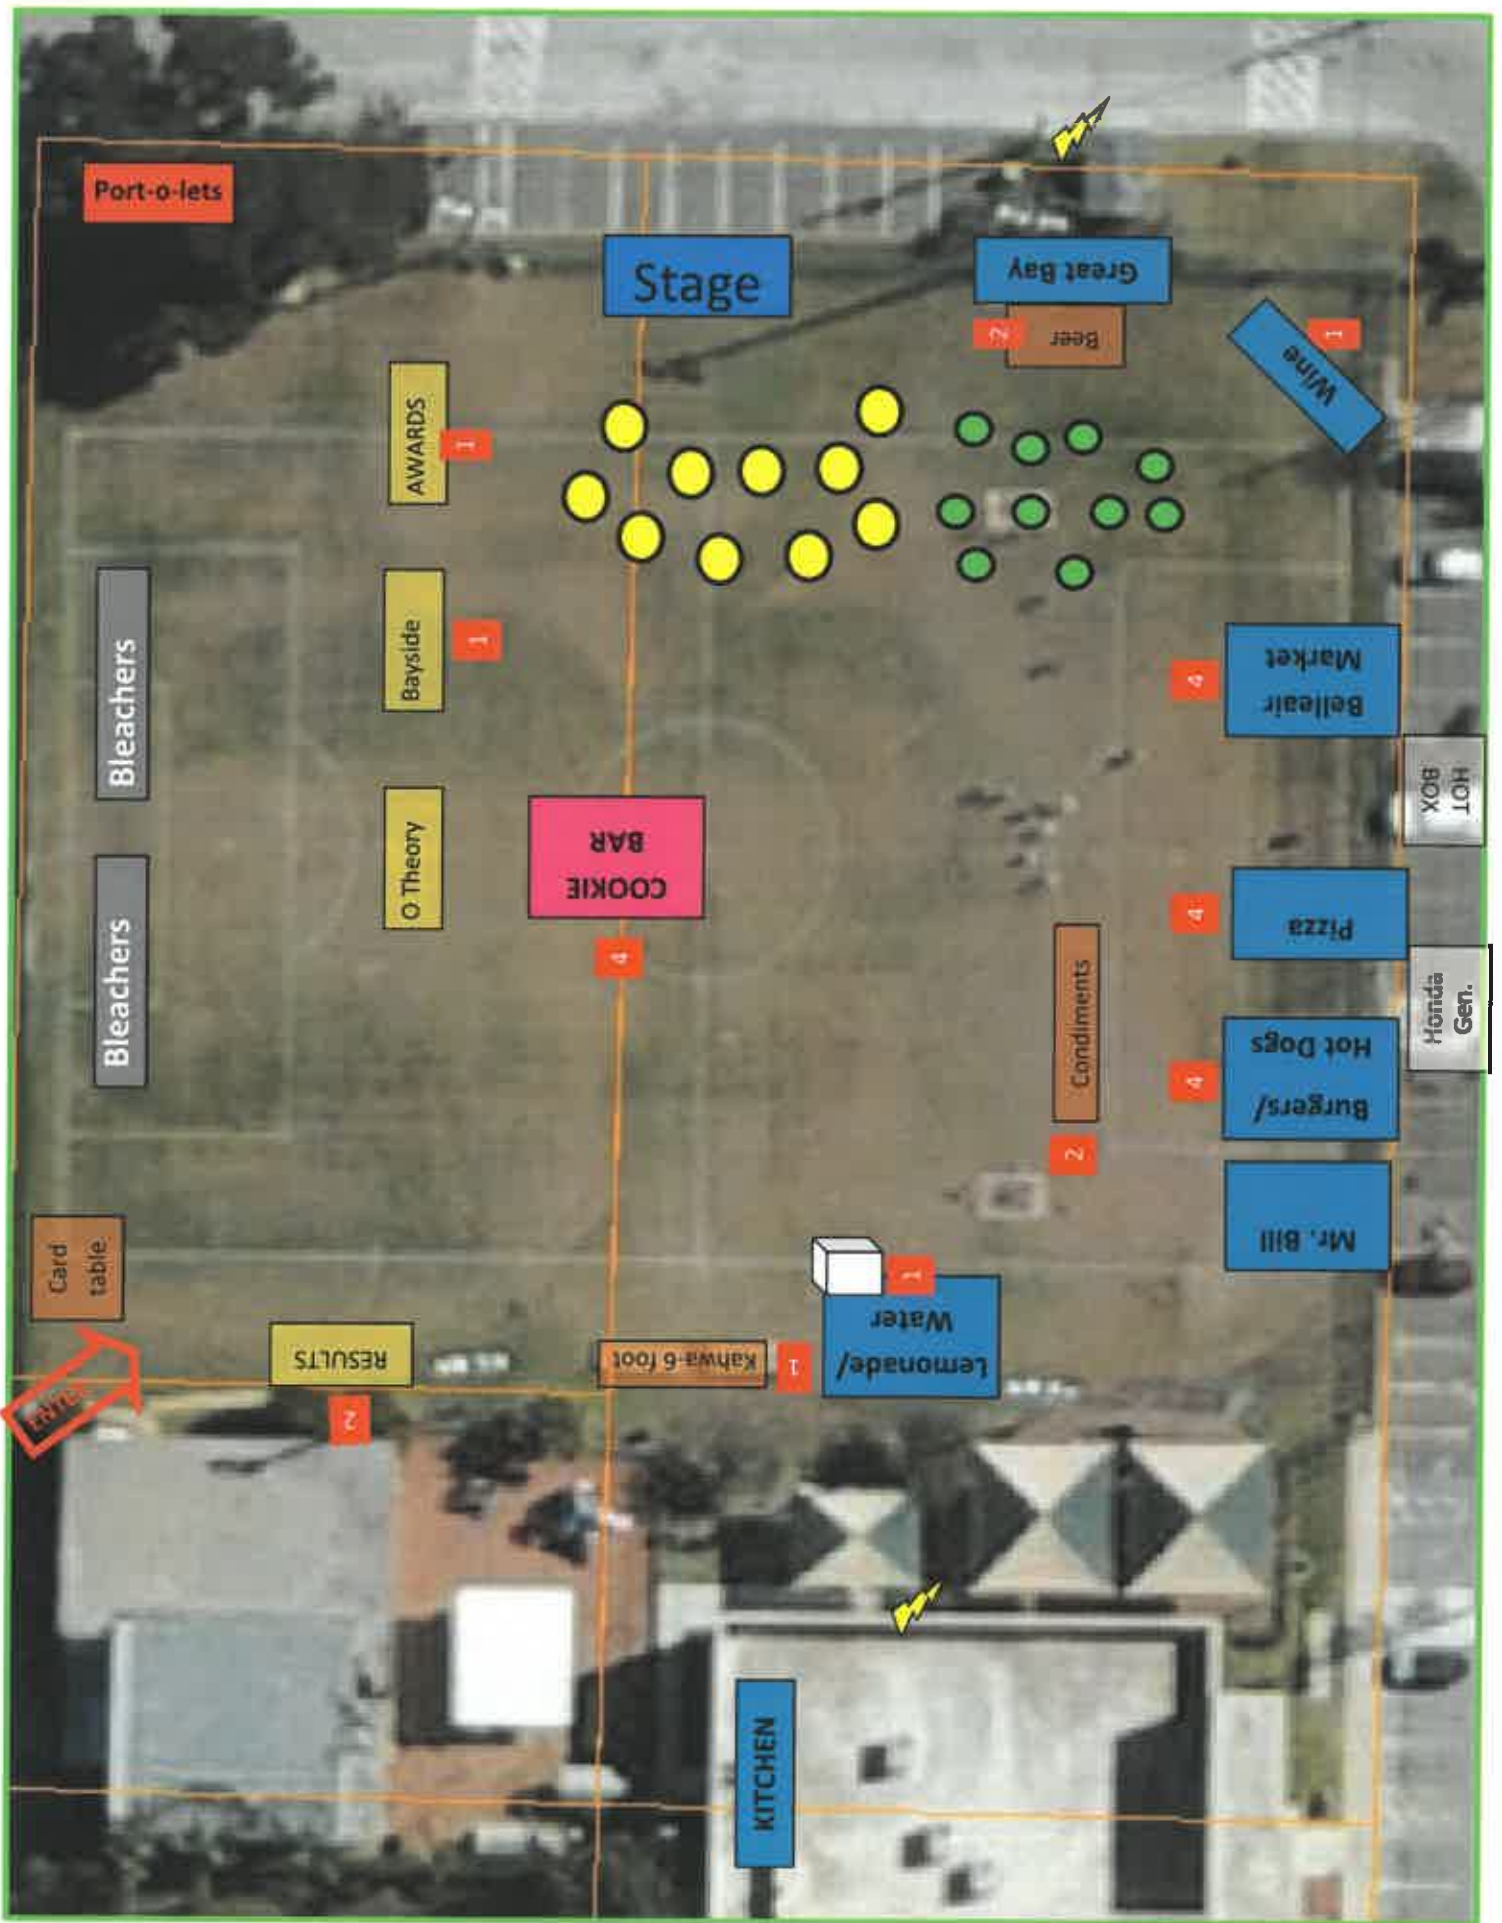 Port-o-lets
Stage
Great Bay
2
Beer
1
Wine
AWARDS
1
Bleachers
Bayside
1
4
Belleair
Market
HOT
BOX
O Theory
COOKIE
BAR
4
Bleachers
4
Pizza
Honda
Gen.
Condiments
2
4
Burgers/
Hot Dogs
Mr. Bill
Card
table
ENTER
RESULTS
2
Kahwa-6 foot
1
1
Lemonade/
Water
KITCHEN